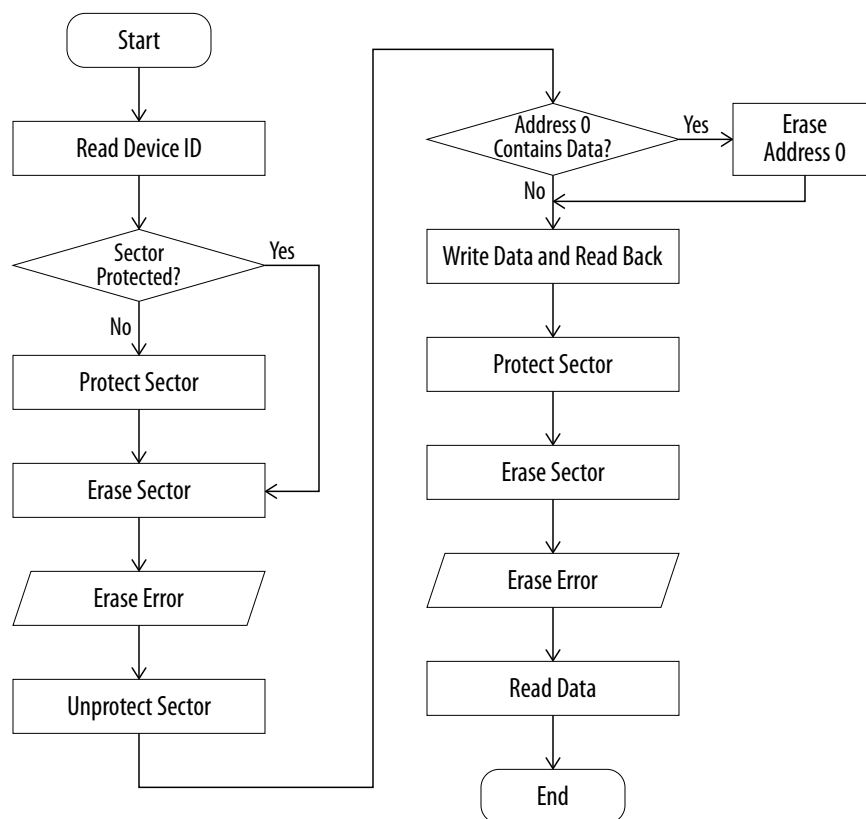 Start
Read Device ID
Sector
Protected?
Yes
No
Protect Sector
Erase Sector
Erase Error
Unprotect Sector
Address 0
Contains Data?
Yes
Erase
Address 0
No
Write Data and Read Back
Protect Sector
Erase Sector
Erase Error
Read Data
End